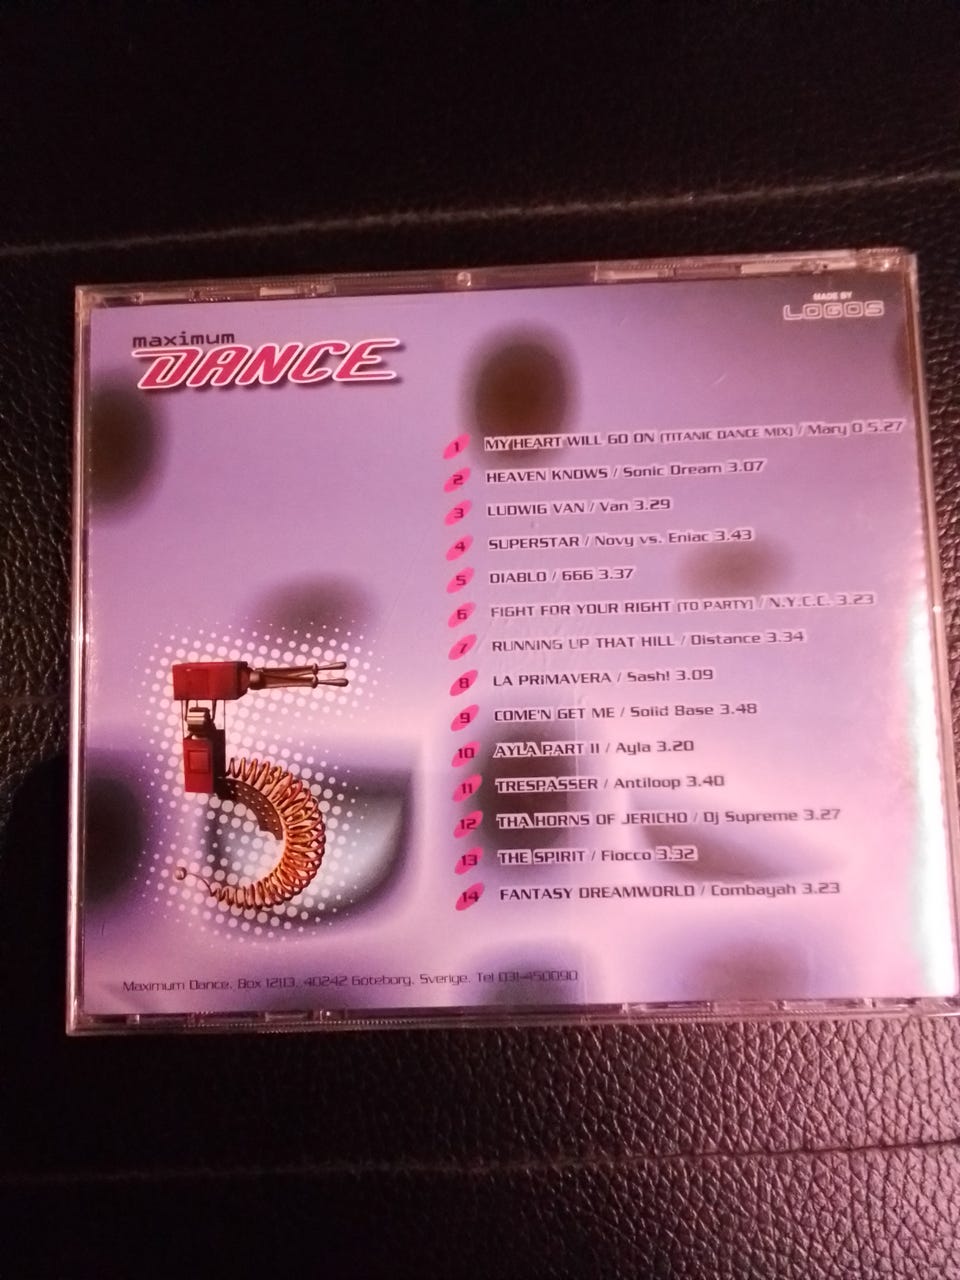 MADE BY
LOGOS
maximum
DANCE
1 MY HEART WILL GO ON (TITANIC DANCE MIX) / Mary O 5.27
2 HEAVEN KNOWS / Sonic Dream 3.07
3 LUDWIG VAN / Van 3.29
4 SUPERSTAR / Novy vs. Eniac 3.43
5 DIABLO / 666 3.37
6 FIGHT FOR YOUR RIGHT (TO PARTY) / N.Y.C.C. 3.23
7 RUNNING UP THAT HILL / Distance 3.34
8 LA PRIMAVERA / Sash! 3.09
9 COME'N GET ME / Solid Base 3.48
10 AYLA PART II / Ayla 3.20
11 TRESPASSER / Antiloop 3.40
12 THA HORNS OF JERICHO / Dj Supreme 3.27
13 THE SPIRIT / Fiocco 3.32
14 FANTASY DREAMWORLD / Combayah 3.23
Maximum Dance, Box 12113, 40242 Göteborg, Sverige. Tel 031-450090